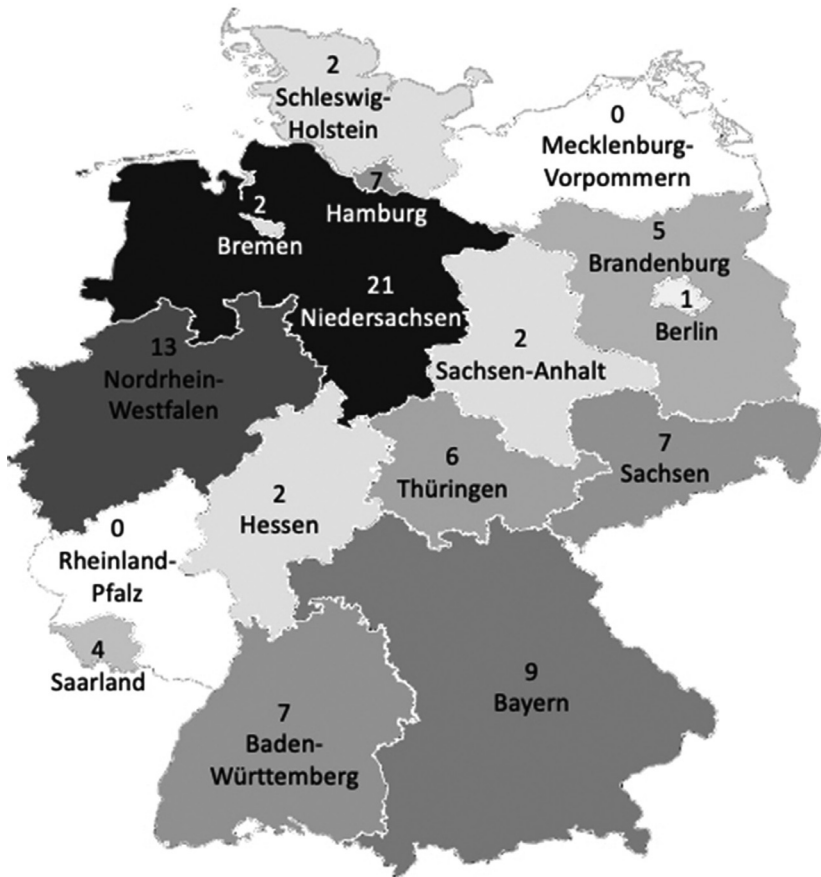 2
Schleswig-
Holstein
0
Mecklenburg-
Vorpommern
7
Hamburg
2
Bremen
5
Brandenburg
1
Berlin
21
Niedersachsen
2
Sachsen-Anhalt
13
Nordrhein-
Westfalen
6
Thüringen
7
Sachsen
2
Hessen
0
Rheinland-
Pfalz
4
Saarland
9
Bayern
7
Baden-
Württemberg